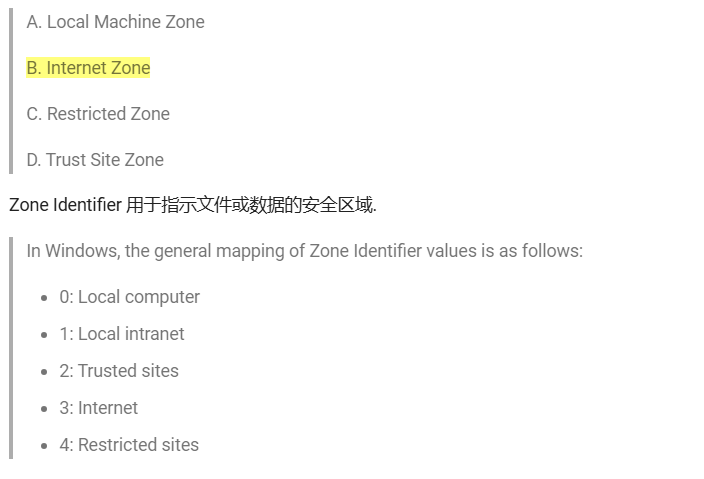 A. Local Machine Zone
B. Internet Zone
C. Restricted Zone
D. Trust Site Zone
Zone Identifier 用于指示文件或数据的安全区域.
In Windows, the general mapping of Zone Identifier values is as follows:
• 0: Local computer
• 1: Local intranet
• 2: Trusted sites
• 3: Internet
• 4: Restricted sites